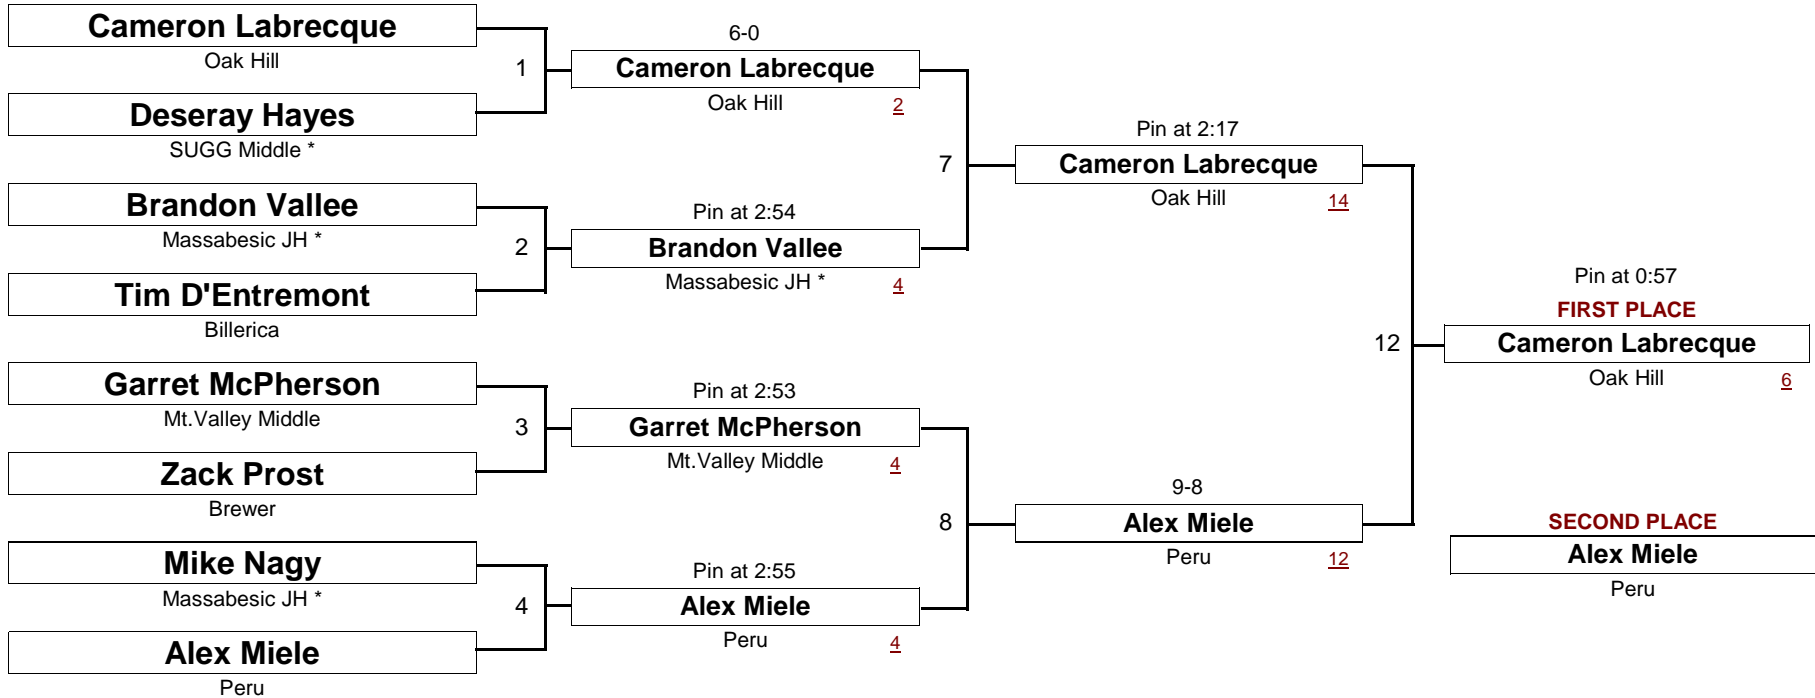 Cameron Labrecque
Oak Hill
1
Deseray Hayes
SUGG Middle *
Brandon Vallee
Massabesic JH *
2
Tim D'Entremont
Billerica
Garret McPherson
Mt.Valley Middle
3
Zack Prost
Brewer
Mike Nagy
Massabesic JH *
4
Alex Miele
Peru
6-0
Cameron Labrecque
Oak Hill 2
7
Pin at 2:54
Brandon Vallee
Massabesic JH * 4
Pin at 2:53
Garret McPherson
Mt.Valley Middle 4
8
Pin at 2:55
Alex Miele
Peru 4
Pin at 2:17
Cameron Labrecque
Oak Hill 14
12
9-8
Alex Miele
Peru 12
Pin at 0:57
FIRST PLACE
Cameron Labrecque
Oak Hill 6
SECOND PLACE
Alex Miele
Peru